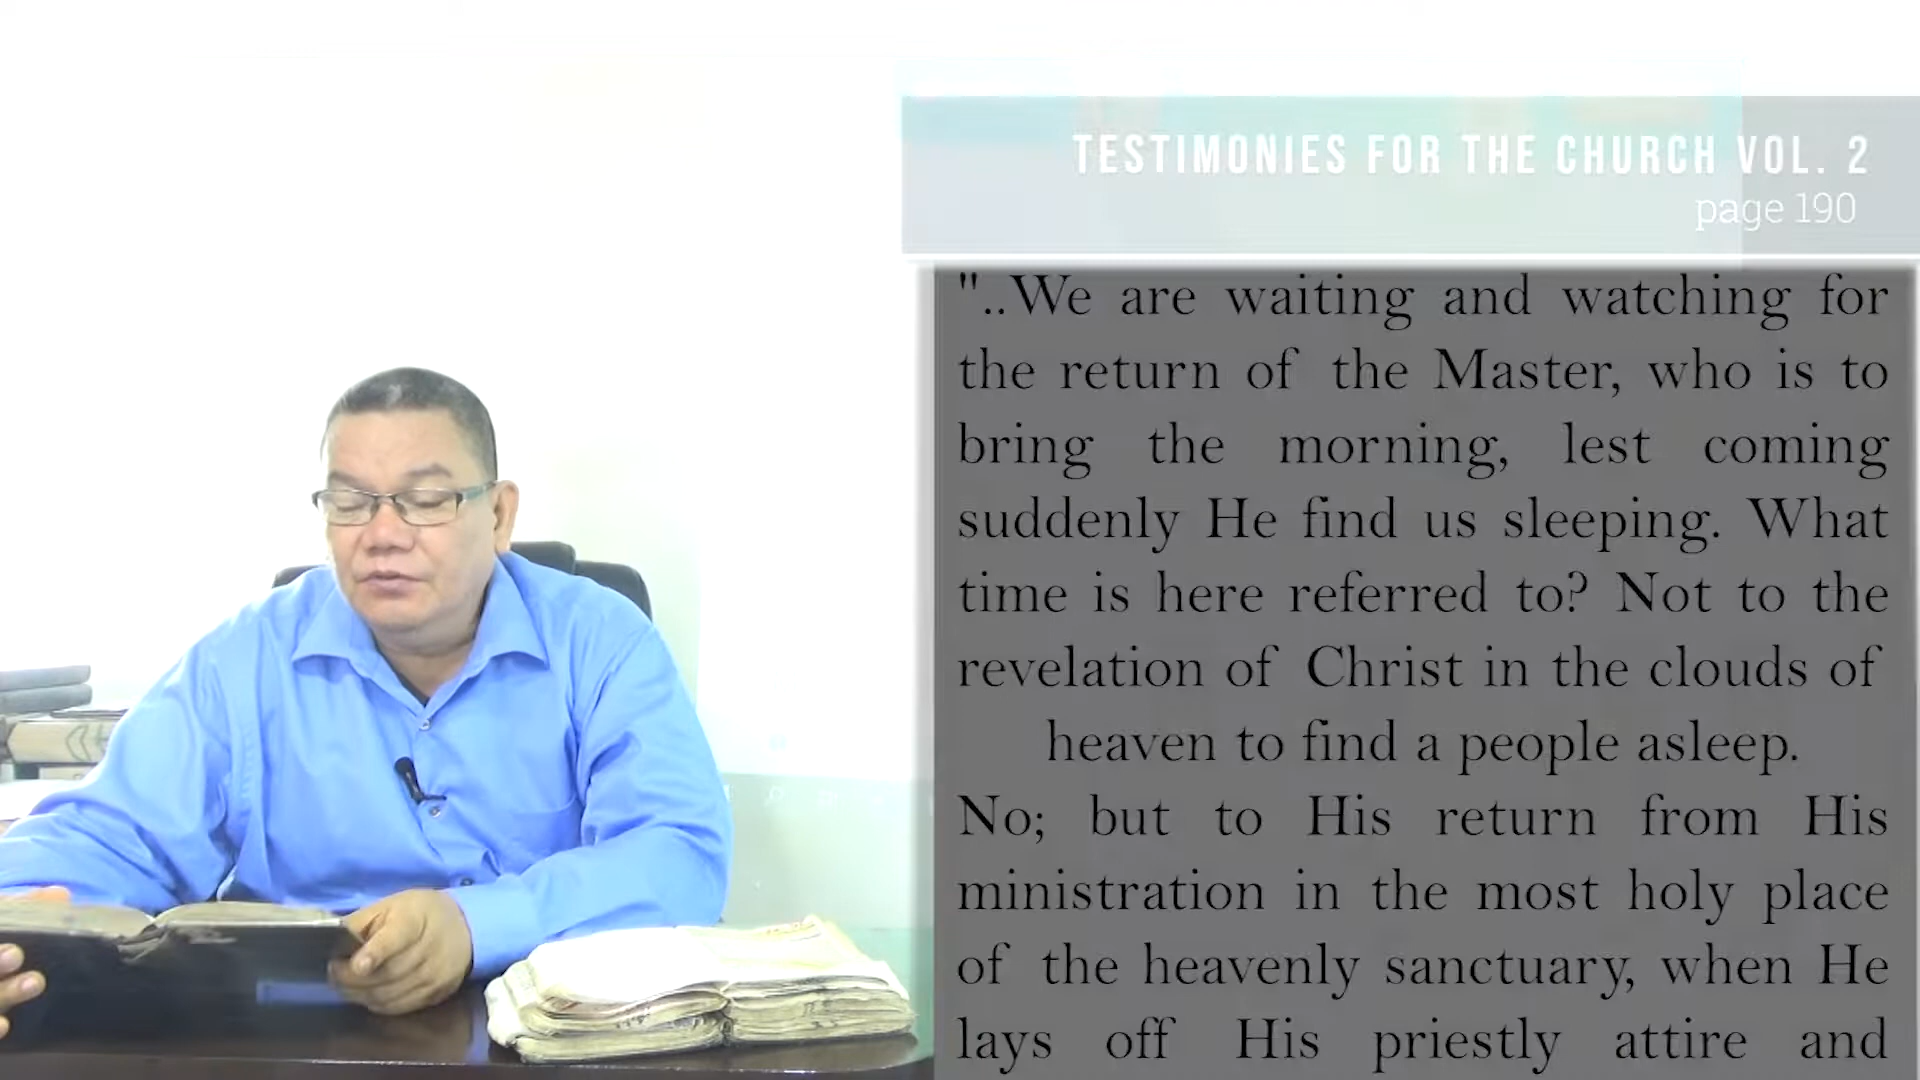 TESTIMONIES FOR THE CHURCH VOL. 2
page 190
"..We are waiting and watching for
the return of the Master, who is to
bring the morning, lest coming
suddenly He find us sleeping. What
time is here referred to? Not to the
revelation of Christ in the clouds of
heaven to find a people asleep.
No; but to His return from His
ministration in the most holy place
of the heavenly sanctuary, when He
lays off His priestly attire and